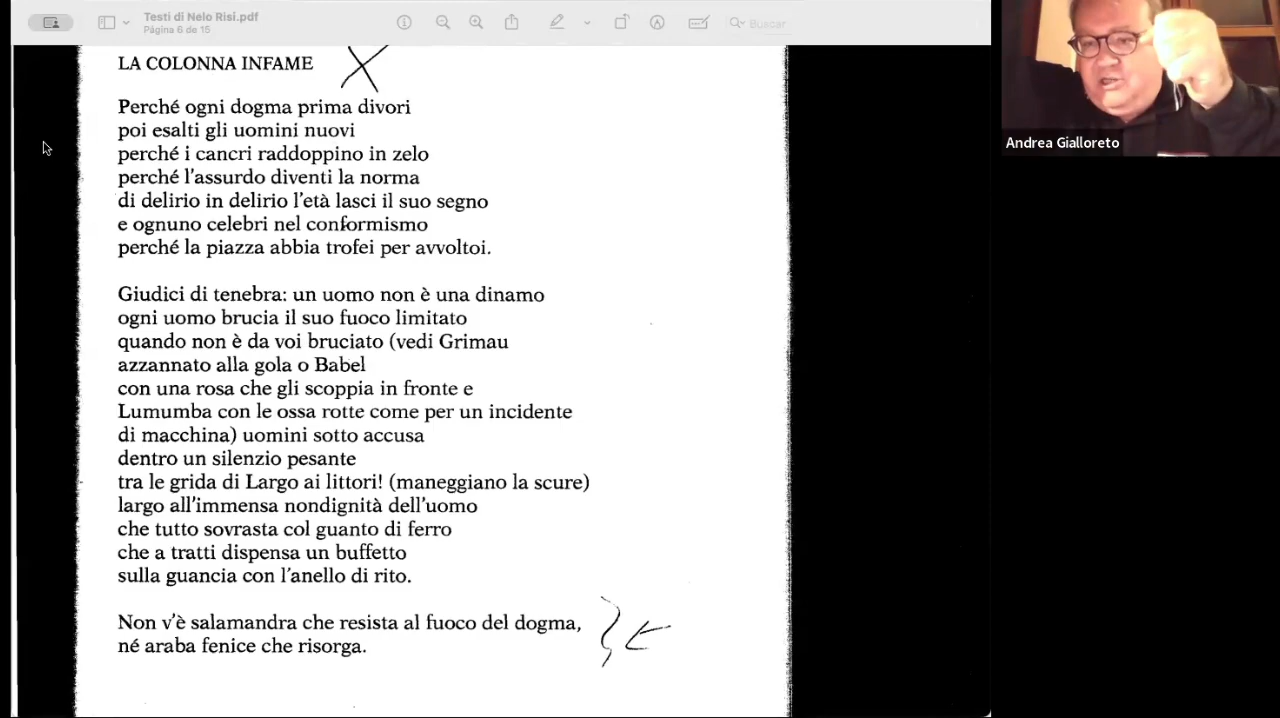 Testi di Nelo Risi.pdf
Página 6 de 15
Buscar
LA COLONNA INFAME
Perché ogni dogma prima divori
poi esalti gli uomini nuovi
perché i cancri raddoppino in zelo
perché l'assurdo diventi la norma
di delirio in delirio l'età lasci il suo segno
e ognuno celebri nel conformismo
perché la piazza abbia trofei per avvoltoi.
Giudici di tenebra: un uomo non è una dinamo
ogni uomo brucia il suo fuoco limitato
quando non è da voi bruciato (vedi Grimau
azzannato alla gola o Babel
con una rosa che gli scoppia in fronte e
Lumumba con le ossa rotte come per un incidente
di macchina) uomini sotto accusa
dentro un silenzio pesante
tra le grida di Largo ai littori! (maneggiano la scure)
largo all'immensa nondignità dell'uomo
che tutto sovrasta col guanto di ferro
che a tratti dispensa un buffetto
sulla guancia con l'anello di rito.
Non v'è salamandra che resista al fuoco del dogma,
né araba fenice che risorga.
Andrea Gialloreto